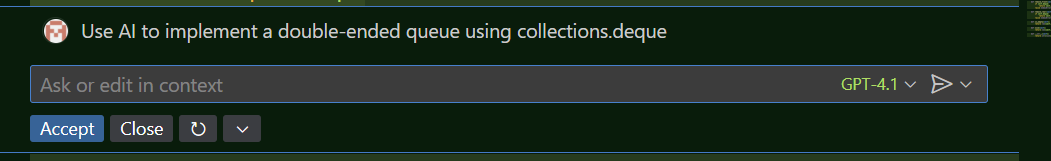 Use AI to implement a double-ended queue using collections.deque
Ask or edit in context
GPT-4.1
Accept
Close